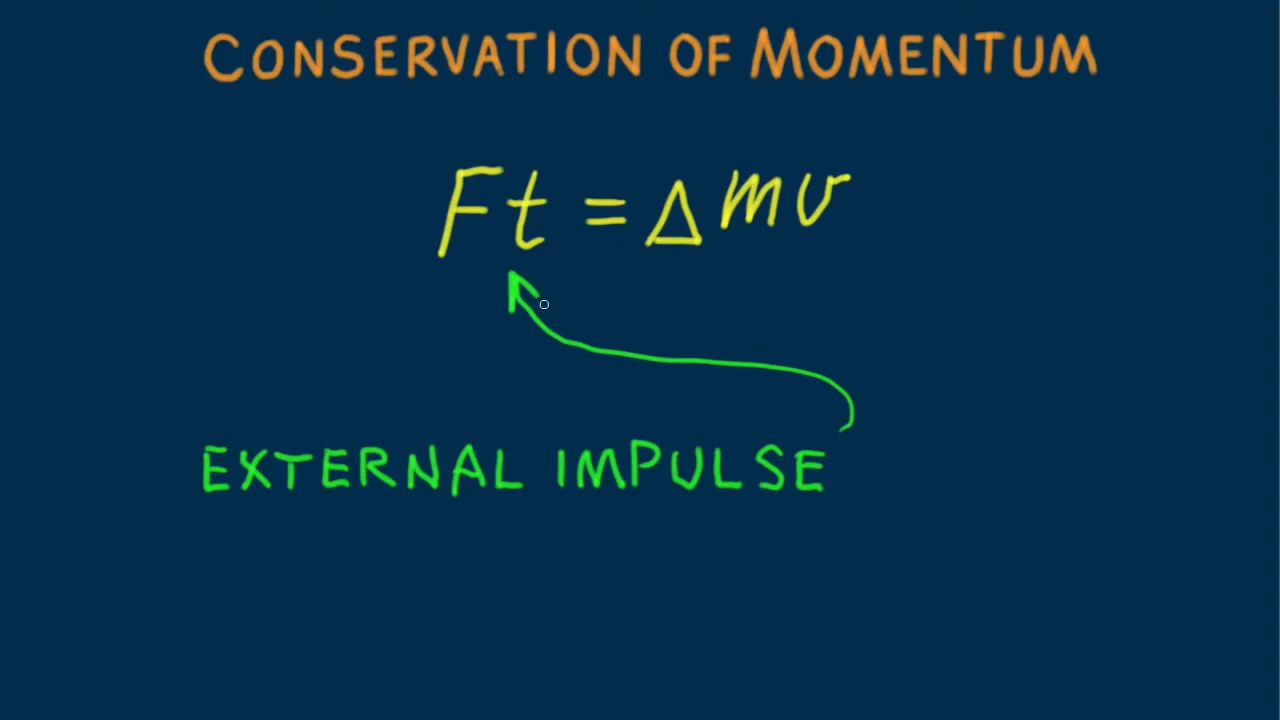 CONSERVATION OF MOMENTUM
Ft = Δmv
EXTERNAL IMPULSE